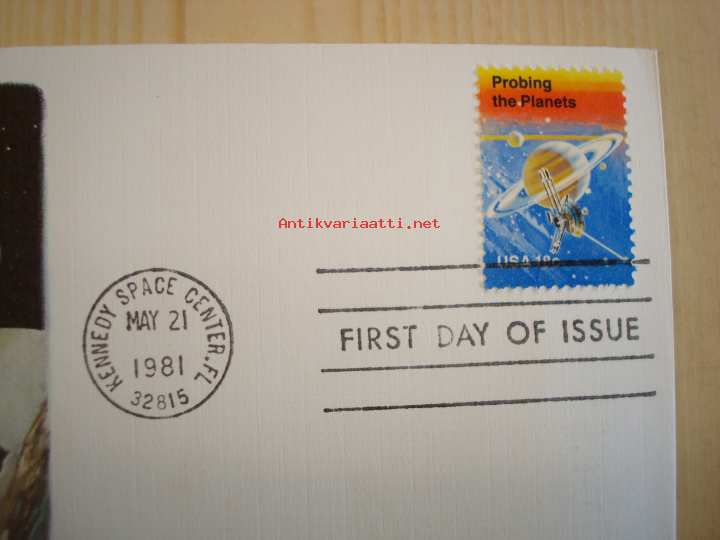 Probing
the Planets
Antikvariaatti.net
USA 18c
KENNEDY SPACE CENTER, FL
MAY 21
1981
32815
FIRST DAY OF ISSUE